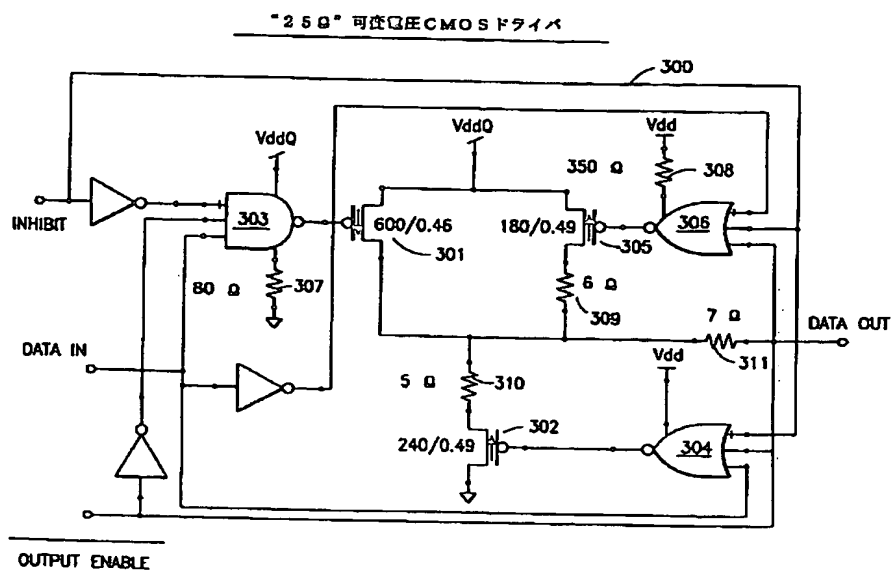 "25Ω" 可変電圧CMOSドライバ
300
VddQ
VddQ
Vdd
350 Ω
308
INHIBIT
303
600/0.46
301
180/0.49
305
306
80 Ω
307
6 Ω
309
7 Ω
DATA OUT
311
DATA IN
5 Ω
310
Vdd
302
240/0.49
304
OUTPUT ENABLE